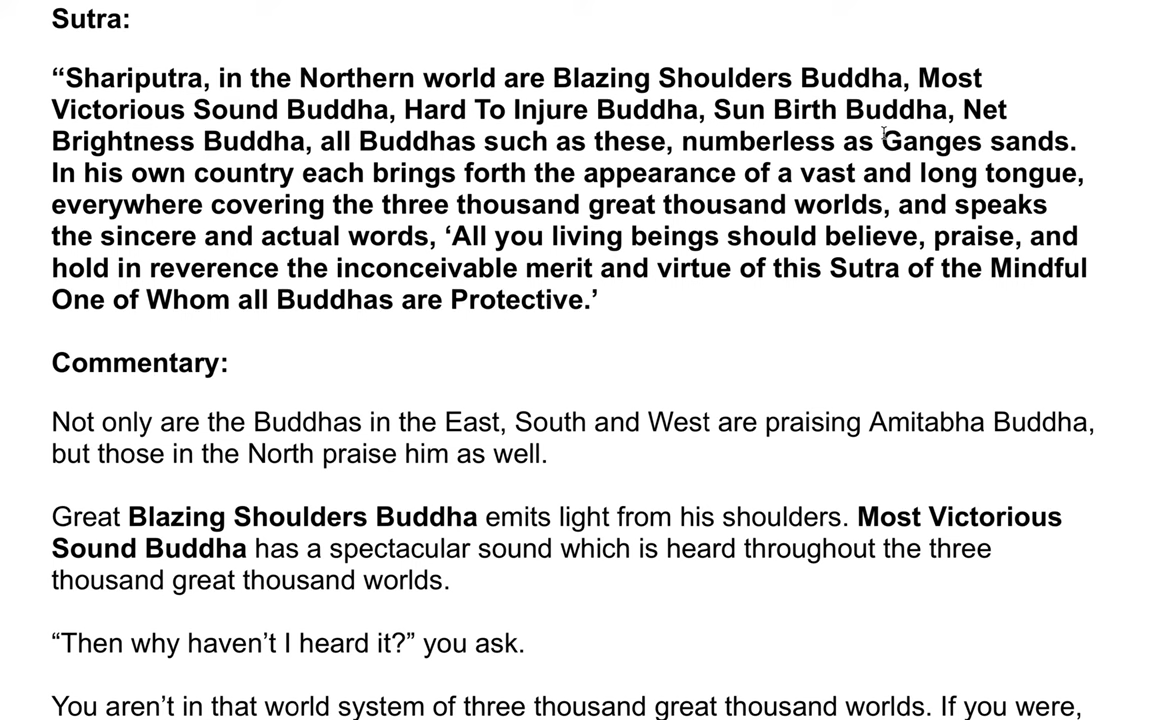 Sutra:
“Shariputra, in the Northern world are Blazing Shoulders Buddha, Most
Victorious Sound Buddha, Hard To Injure Buddha, Sun Birth Buddha, Net
Brightness Buddha, all Buddhas such as these, numberless as Ganges sands.
In his own country each brings forth the appearance of a vast and long tongue,
everywhere covering the three thousand great thousand worlds, and speaks
the sincere and actual words, ‘All you living beings should believe, praise, and
hold in reverence the inconceivable merit and virtue of this Sutra of the Mindful
One of Whom all Buddhas are Protective.’
Commentary:
Not only are the Buddhas in the East, South and West are praising Amitabha Buddha,
but those in the North praise him as well.
Great Blazing Shoulders Buddha emits light from his shoulders. Most Victorious
Sound Buddha has a spectacular sound which is heard throughout the three
thousand great thousand worlds.
“Then why haven’t I heard it?” you ask.
You aren’t in that world system of three thousand great thousand worlds. If you were,